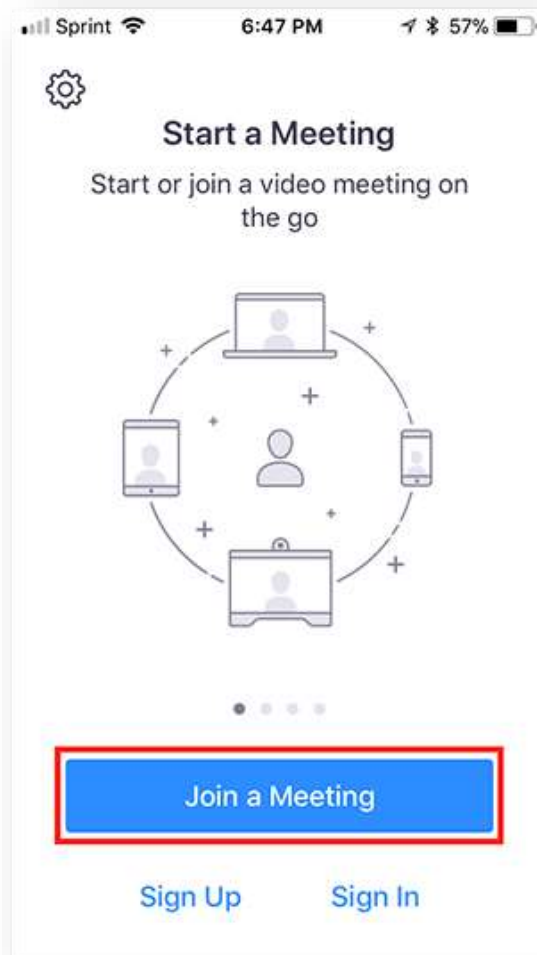 Sprint 6:47 PM 57%
Start a Meeting
Start or join a video meeting on
the go
Join a Meeting
Sign Up Sign In